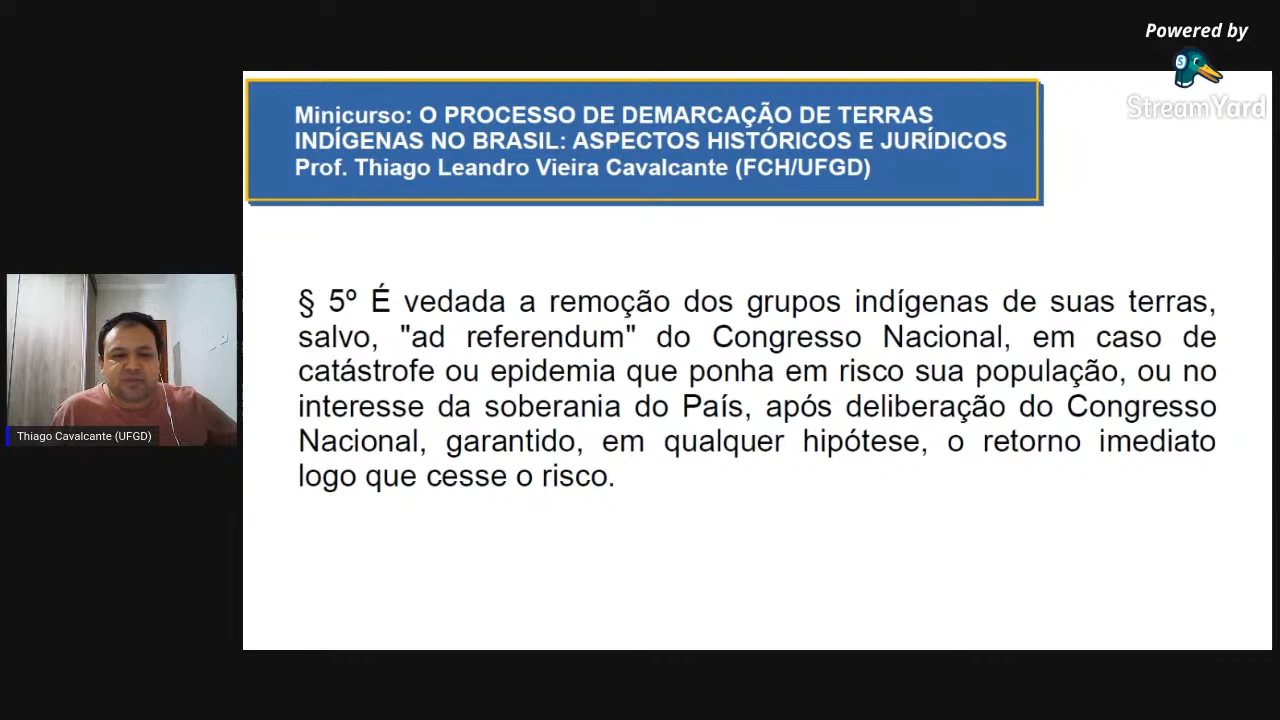 Powered by
StreamYard
Minicurso: O PROCESSO DE DEMARCAÇÃO DE TERRAS
INDÍGENAS NO BRASIL: ASPECTOS HISTÓRICOS E JURÍDICOS
Prof. Thiago Leandro Vieira Cavalcante (FCH/UFGD)
§ 5º É vedada a remoção dos grupos indígenas de suas terras,
salvo, "ad referendum" do Congresso Nacional, em caso de
catástrofe ou epidemia que ponha em risco sua população, ou no
interesse da soberania do País, após deliberação do Congresso
Nacional, garantido, em qualquer hipótese, o retorno imediato
logo que cesse o risco.
Thiago Cavalcante (UFGD)